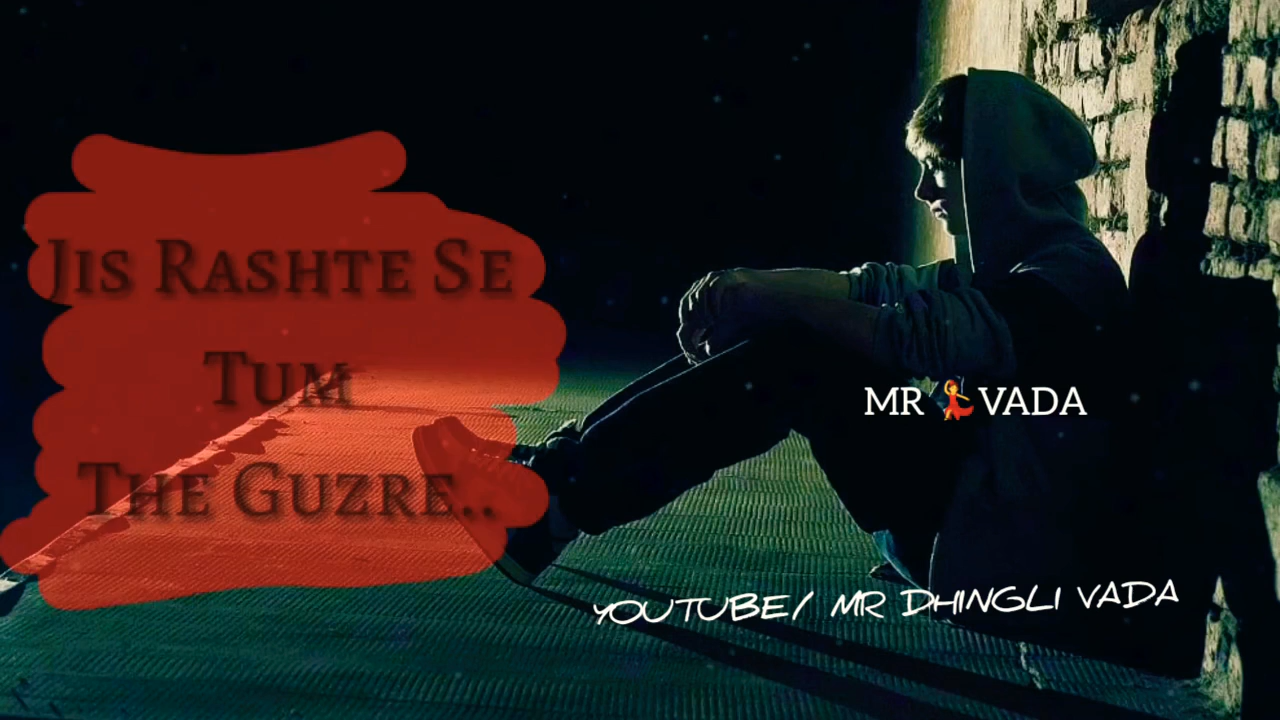 Jis Rashte Se
Tum
The Guzre..
MR 💃 VADA
YOUTUBE/ MR DHINGLI VADA